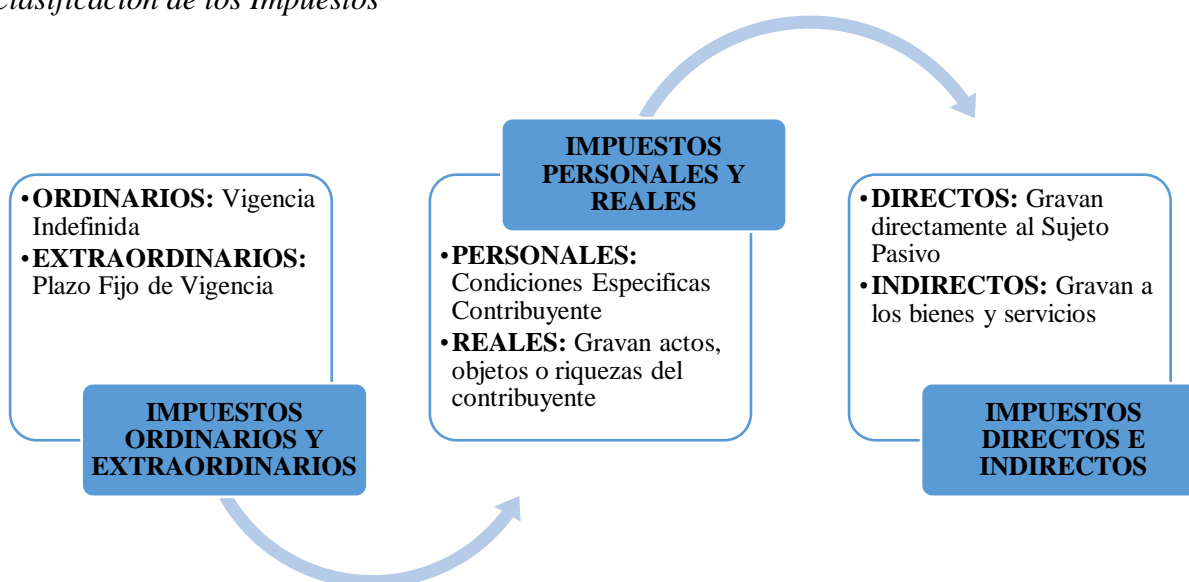 Clasificación de los Impuestos
•ORDINARIOS: Vigencia
Indefinida
•EXTRAORDINARIOS:
Plazo Fijo de Vigencia
IMPUESTOS
ORDINARIOS Y
EXTRAORDINARIOS
IMPUESTOS
PERSONALES Y
REALES
•PERSONALES:
Condiciones Especificas
Contribuyente
•REALES: Gravan actos,
objetos o riquezas del
contribuyente
•DIRECTOS: Gravan
directamente al Sujeto
Pasivo
•INDIRECTOS: Gravan a
los bienes y servicios
IMPUESTOS
DIRECTOS E
INDIRECTOS